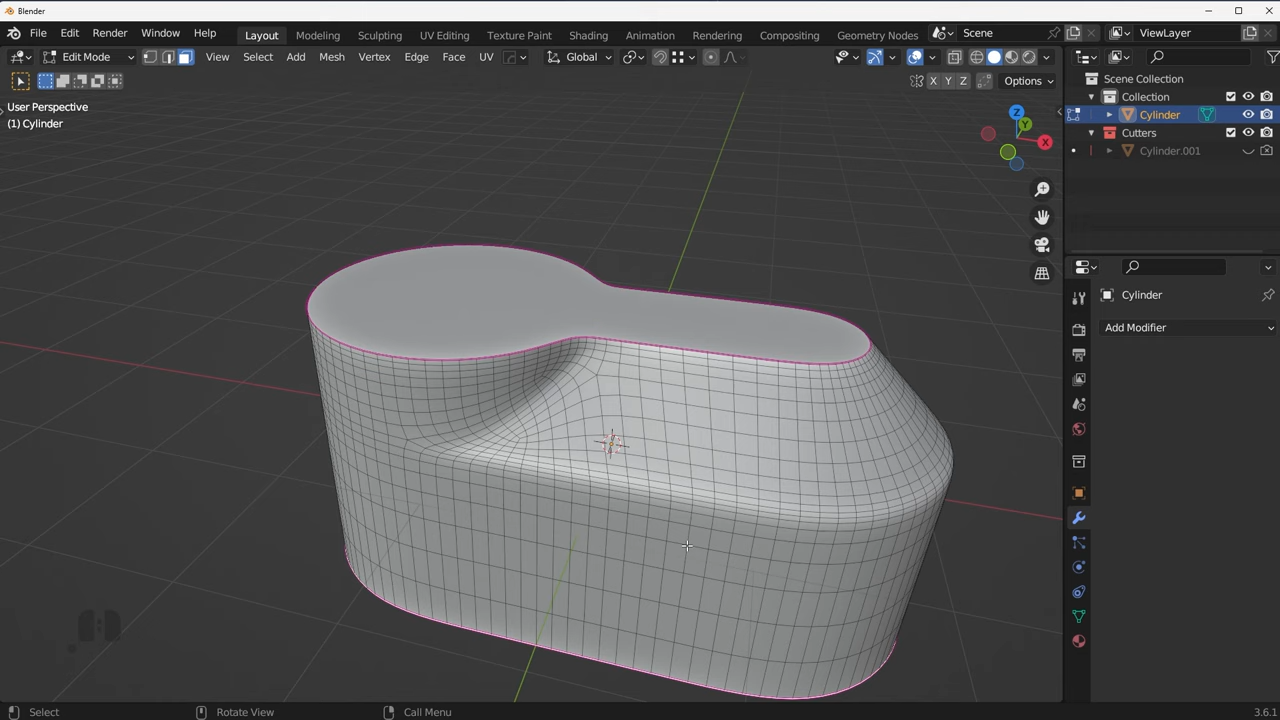 Blender
File Edit Render Window Help Layout Modeling Sculpting UV Editing Texture Paint Shading Animation Rendering Compositing Geometry Nodes Scene ViewLayer
Edit Mode View Select Add Mesh Vertex Edge Face UV Global
X Y Z Options
User Perspective
(1) Cylinder
Z
Y
X
Scene Collection
Collection
Cylinder
Cutters
Cylinder.001
Cylinder
Add Modifier
Select Rotate View Call Menu 3.6.1